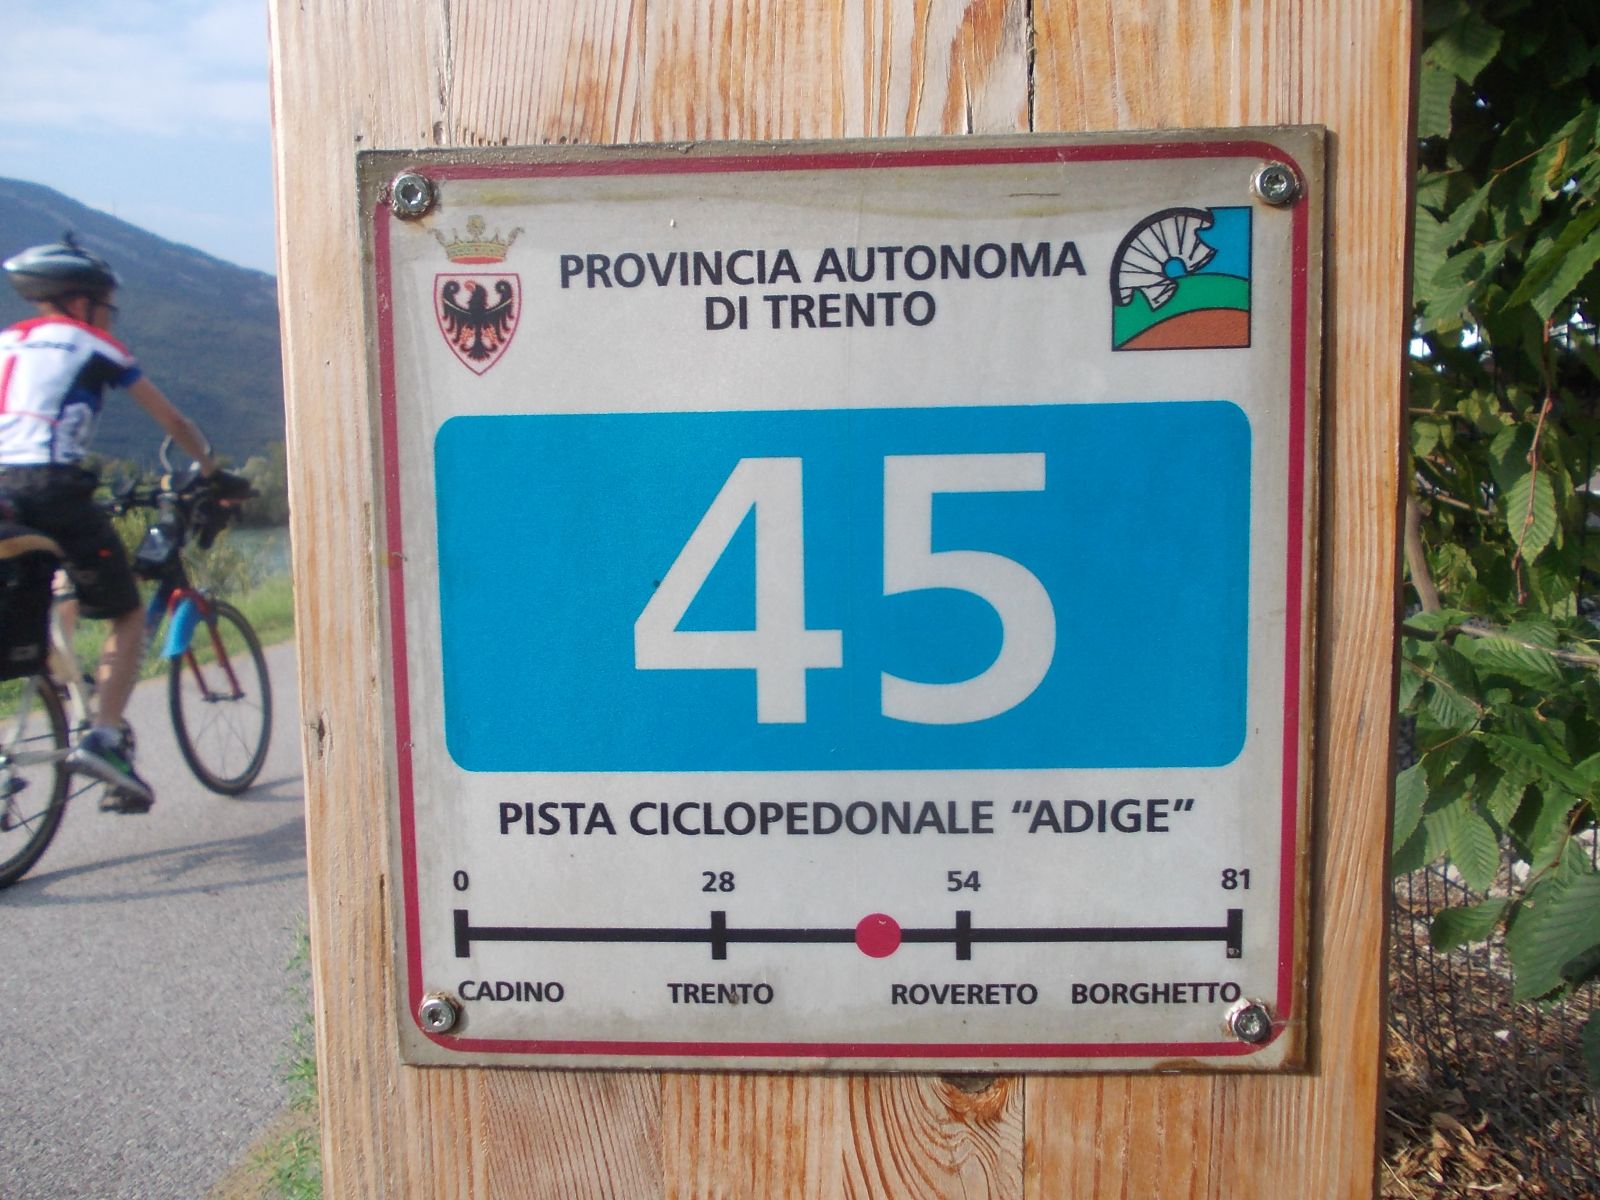 PROVINCIA AUTONOMA
DI TRENTO
45
PISTA CICLOPEDONALE “ADIGE”
0 28 54 81
CADINO TRENTO ROVERETO BORGHETTO